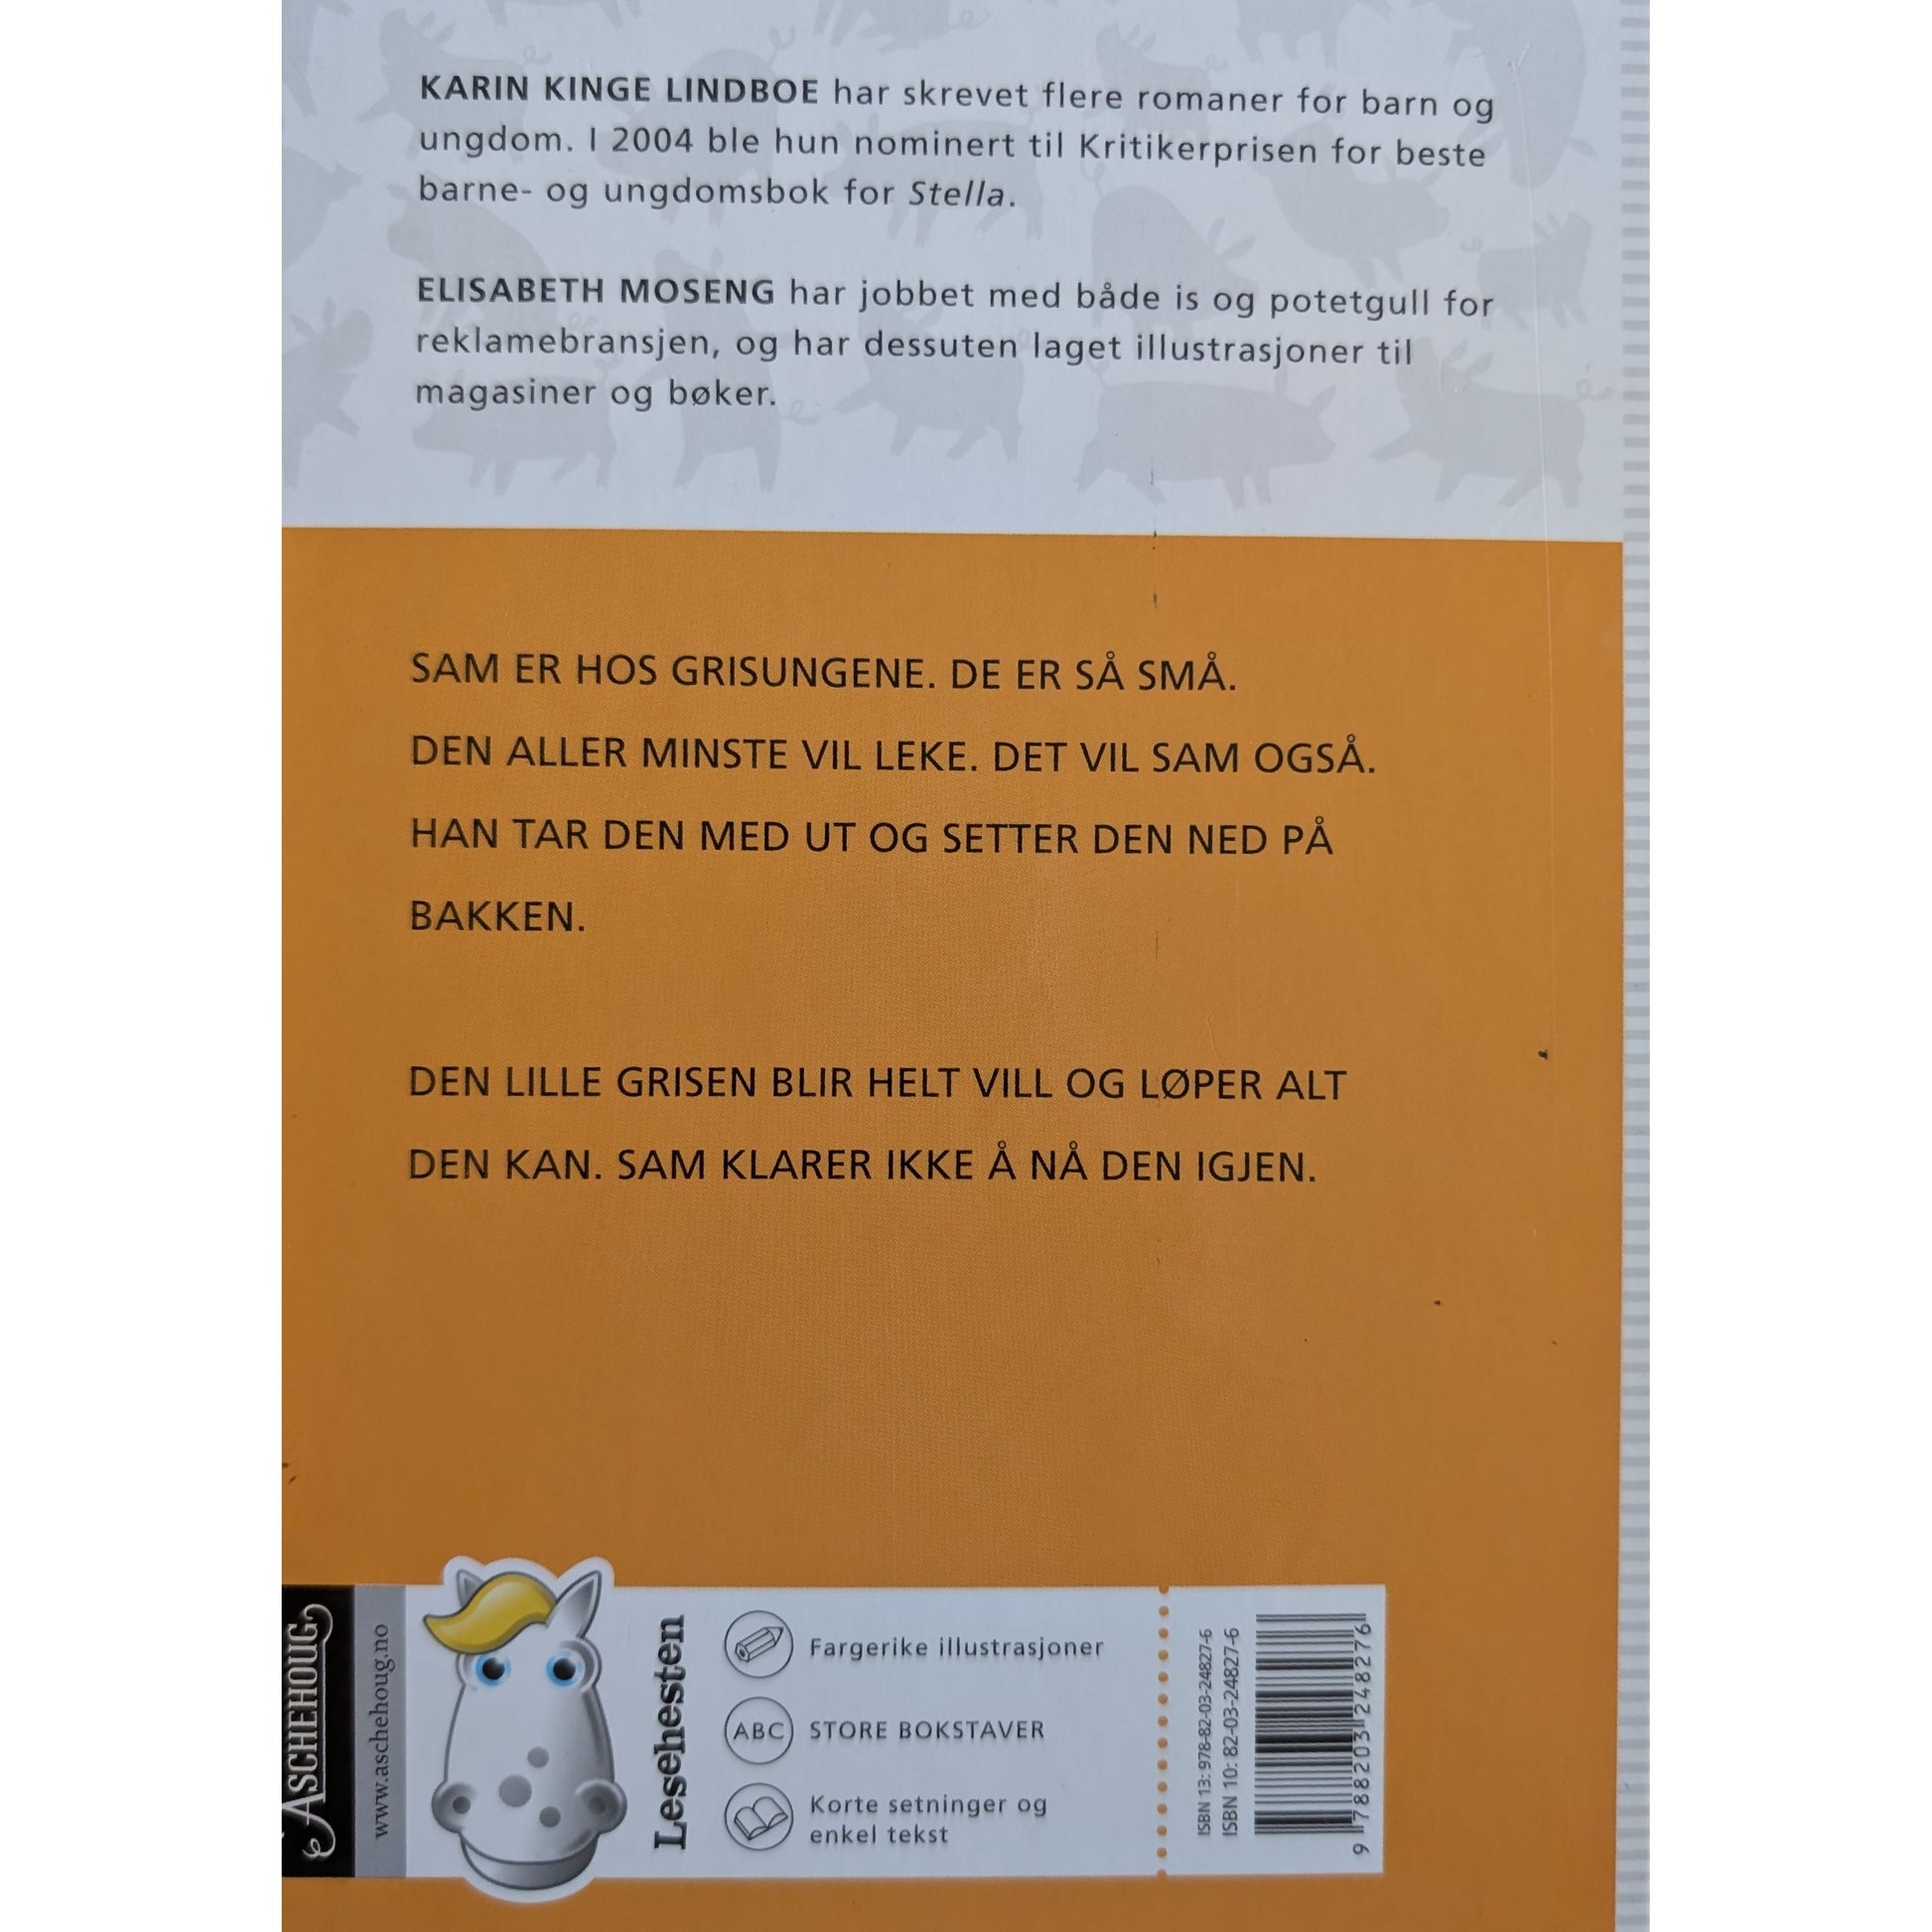 KARIN KINGE LINDBOE har skrevet flere romaner for barn og
ungdom. I 2004 ble hun nominert til Kritikerprisen for beste
barne- og ungdomsbok for Stella.
ELISABETH MOSENG har jobbet med både is og potetgull for
reklamebransjen, og har dessuten laget illustrasjoner til
magasiner og bøker.
SAM ER HOS GRISUNGENE. DE ER SÅ SMÅ.
DEN ALLER MINSTE VIL LEKE. DET VIL SAM OGSÅ.
HAN TAR DEN MED UT OG SETTER DEN NED PÅ
BAKKEN.
DEN LILLE GRISEN BLIR HELT VILL OG LØPER ALT
DEN KAN. SAM KLARER IKKE Å NÅ DEN IGJEN.
ASCHEHOUG
www.aschehoug.no
Lesehesten
Fargerike illustrasjoner
ABC STORE BOKSTAVER
Korte setninger og
enkel tekst
ISBN 13: 978-82-03-24827-6
ISBN 10: 82-03-24827-6
9 788203 248276